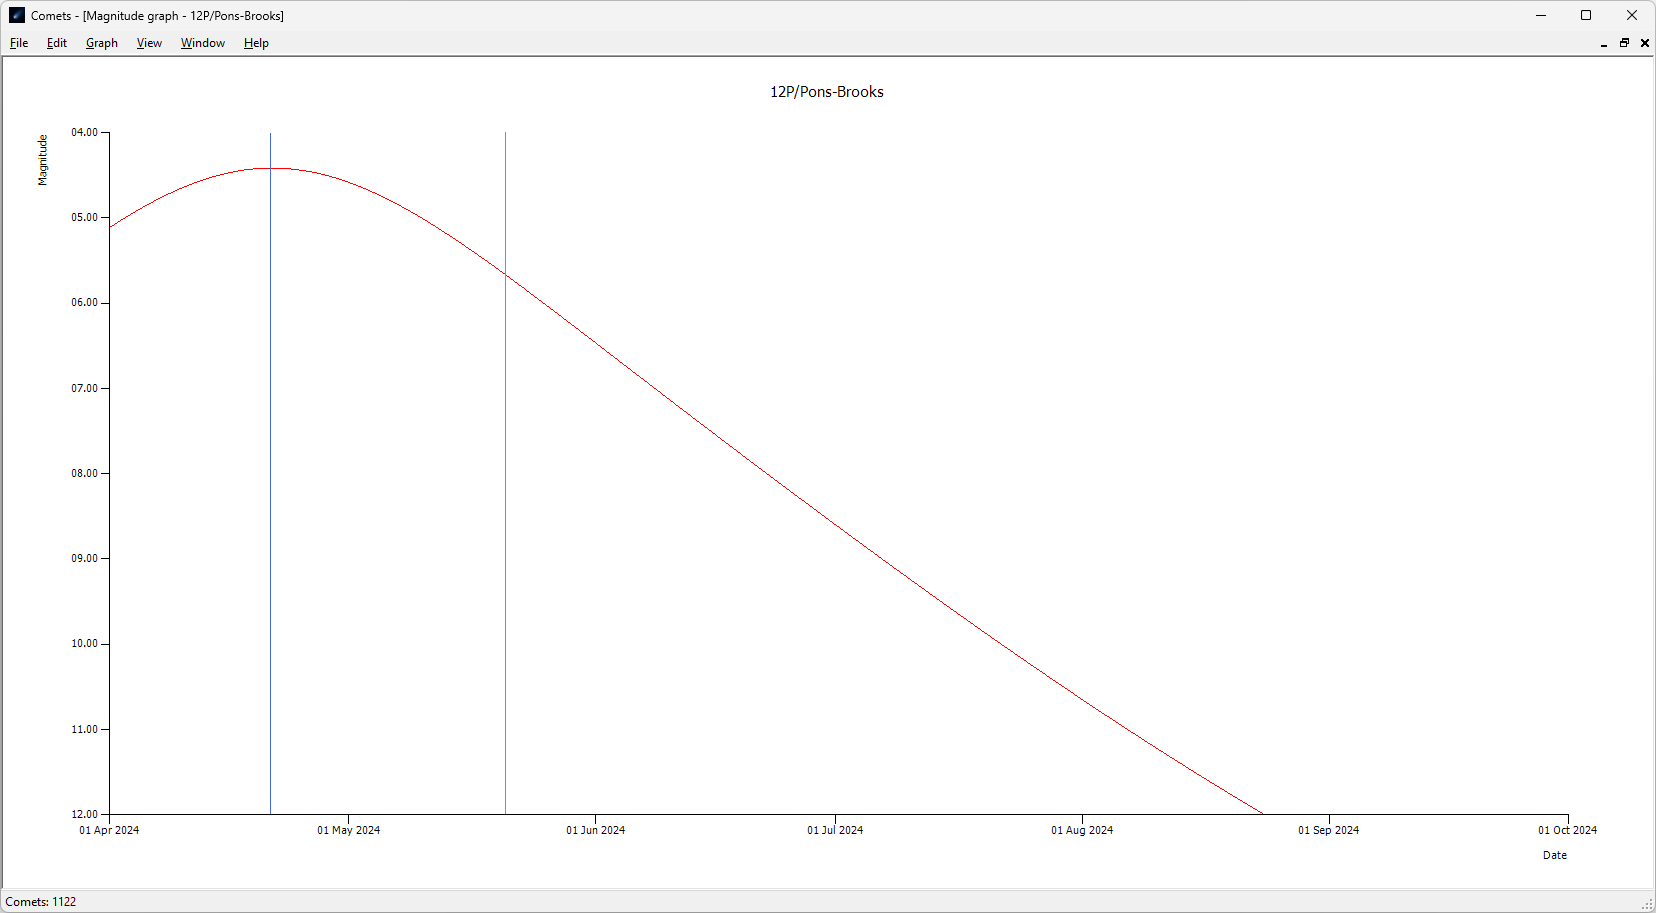 Comets - [Magnitude graph - 12P/Pons-Brooks]
File Edit Graph View Window Help
12P/Pons-Brooks
Magnitude
04.00
05.00
06.00
07.00
08.00
09.00
10.00
11.00
12.00
01 Apr 2024 01 May 2024 01 Jun 2024 01 Jul 2024 01 Aug 2024 01 Sep 2024 01 Oct 2024
Date
Comets: 1122